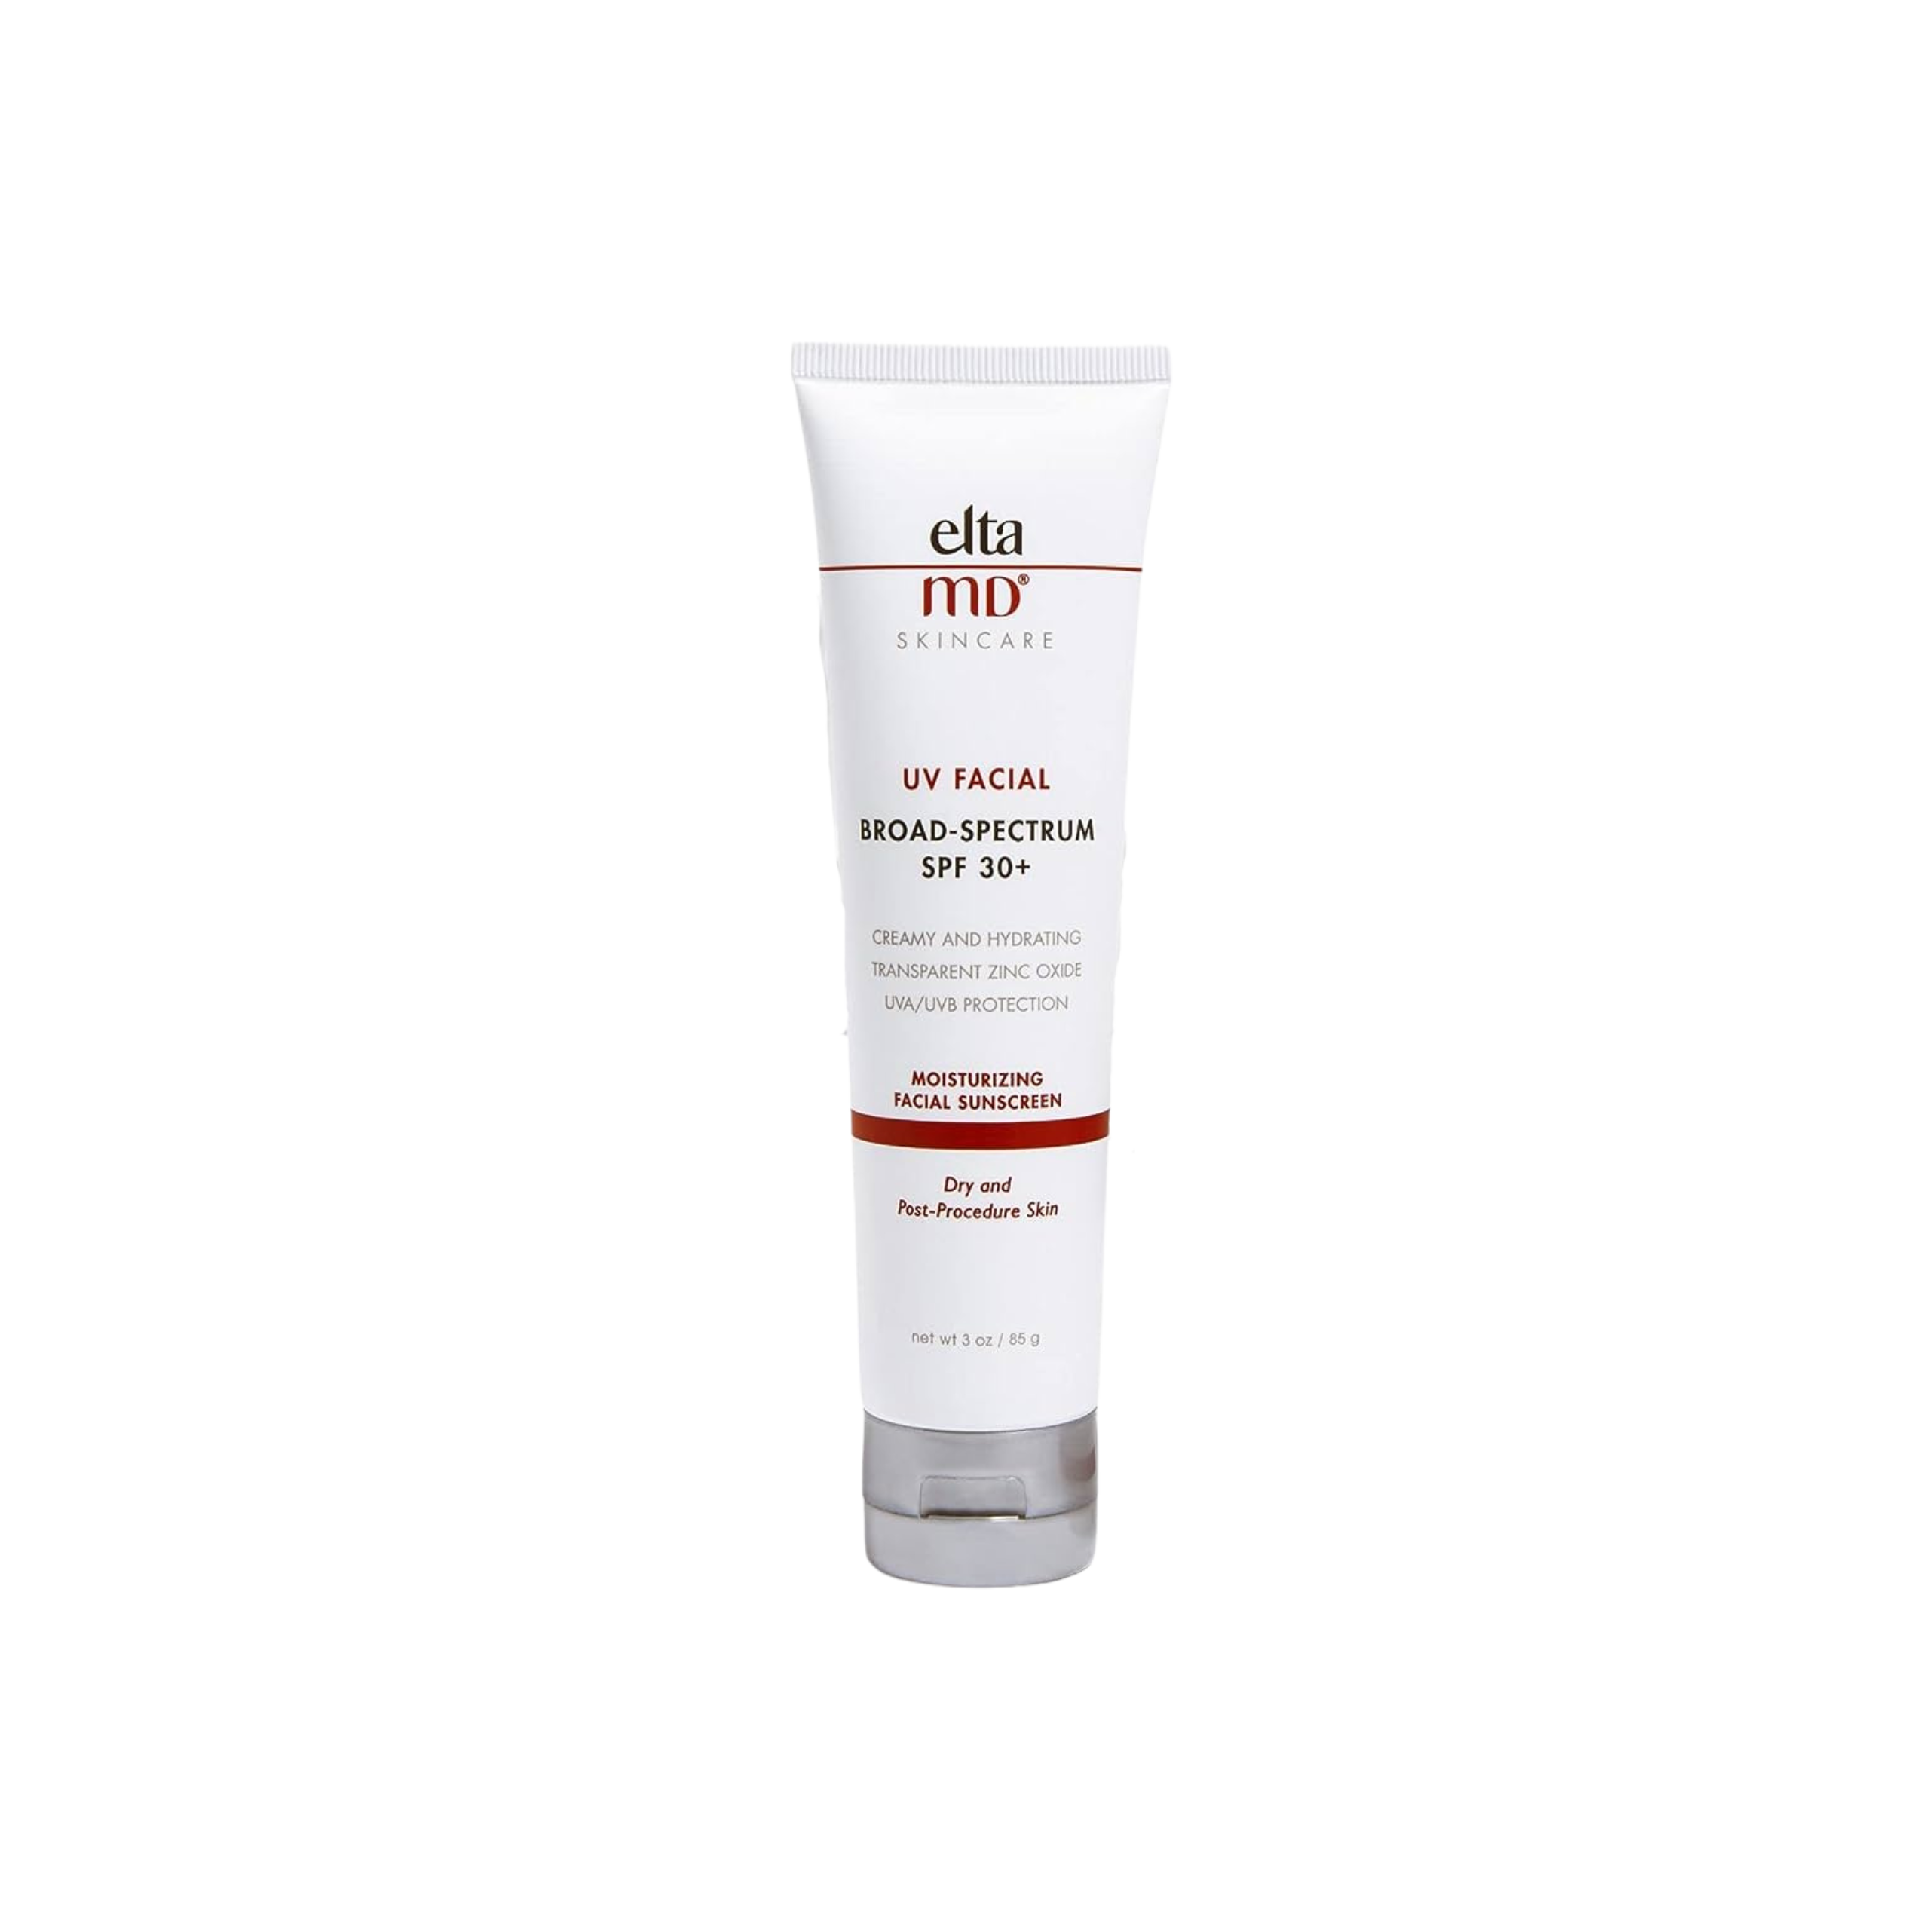 elta
MD®
SKINCARE
UV FACIAL
BROAD-SPECTRUM
SPF 30+
CREAMY AND HYDRATING
TRANSPARENT ZINC OXIDE
UVA/UVB PROTECTION
MOISTURIZING
FACIAL SUNSCREEN
Dry and
Post-Procedure Skin
net wt 3 oz / 85 g